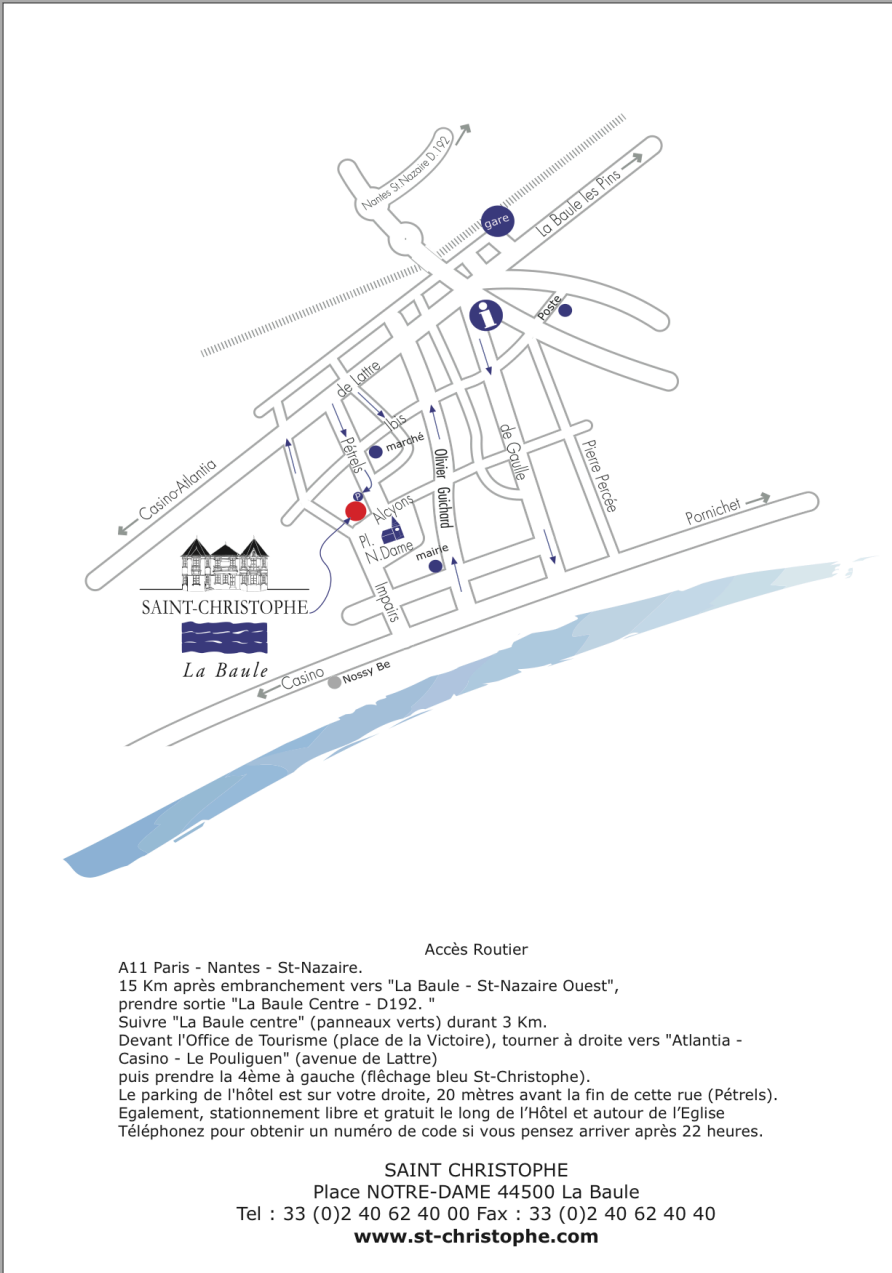 Nantes St.Nazaire D.192
gare
La Baule les Pins
Poste
i
de Lattre
Ibis
marché
Pétrels
Casino-Atlantia
P
Alcyons
Olivier Guichard
de Gaulle
Pierre Percée
Pornichet
Pl.
N.Dame
mairie
Impairs
SAINT-CHRISTOPHE
La Baule
Casino
Nossy Be
Accès Routier
A11 Paris - Nantes - St-Nazaire.
15 Km après embranchement vers "La Baule - St-Nazaire Ouest",
prendre sortie "La Baule Centre - D192. "
Suivre "La Baule centre" (panneaux verts) durant 3 Km.
Devant l'Office de Tourisme (place de la Victoire), tourner à droite vers "Atlantia -
Casino - Le Pouliguen" (avenue de Lattre)
puis prendre la 4ème à gauche (flêchage bleu St-Christophe).
Le parking de l'hôtel est sur votre droite, 20 mètres avant la fin de cette rue (Pétrels).
Egalement, stationnement libre et gratuit le long de l’Hôtel et autour de l’Eglise
Téléphonez pour obtenir un numéro de code si vous pensez arriver après 22 heures.
SAINT CHRISTOPHE
Place NOTRE-DAME 44500 La Baule
Tel : 33 (0)2 40 62 40 00 Fax : 33 (0)2 40 62 40 40
www.st-christophe.com